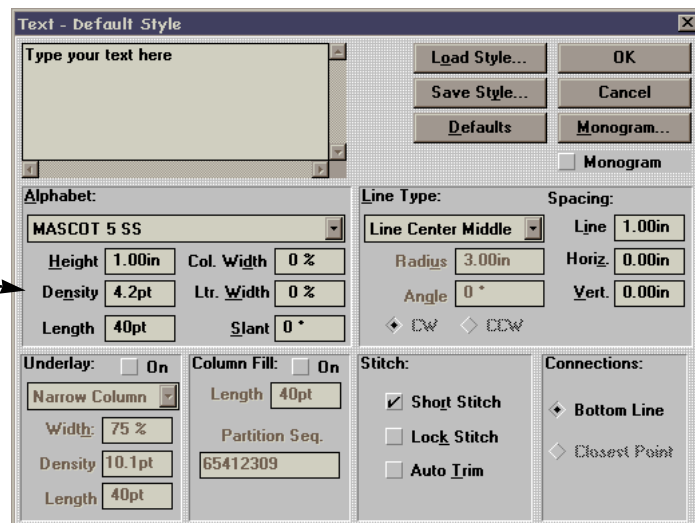 Text - Default Style
Type your text here
Load Style...
OK
Save Style...
Cancel
Defaults
Monogram...
Monogram
Alphabet:
MASCOT 5 SS
Height 1.00in Col. Width 0 %
Density 4.2pt Ltr. Width 0 %
Length 40pt Slant 0 °
Line Type:
Line Center Middle
Radius 3.00in
Angle 0 °
CW CCW
Spacing:
Line 1.00in
Horiz. 0.00in
Vert. 0.00in
Underlay: On
Narrow Column
Width: 75 %
Density 10.1pt
Length 40pt
Column Fill: On
Length 40pt
Partition Seq.
65412309
Stitch:
Short Stitch
Lock Stitch
Auto Trim
Connections:
Bottom Line
Closest Point